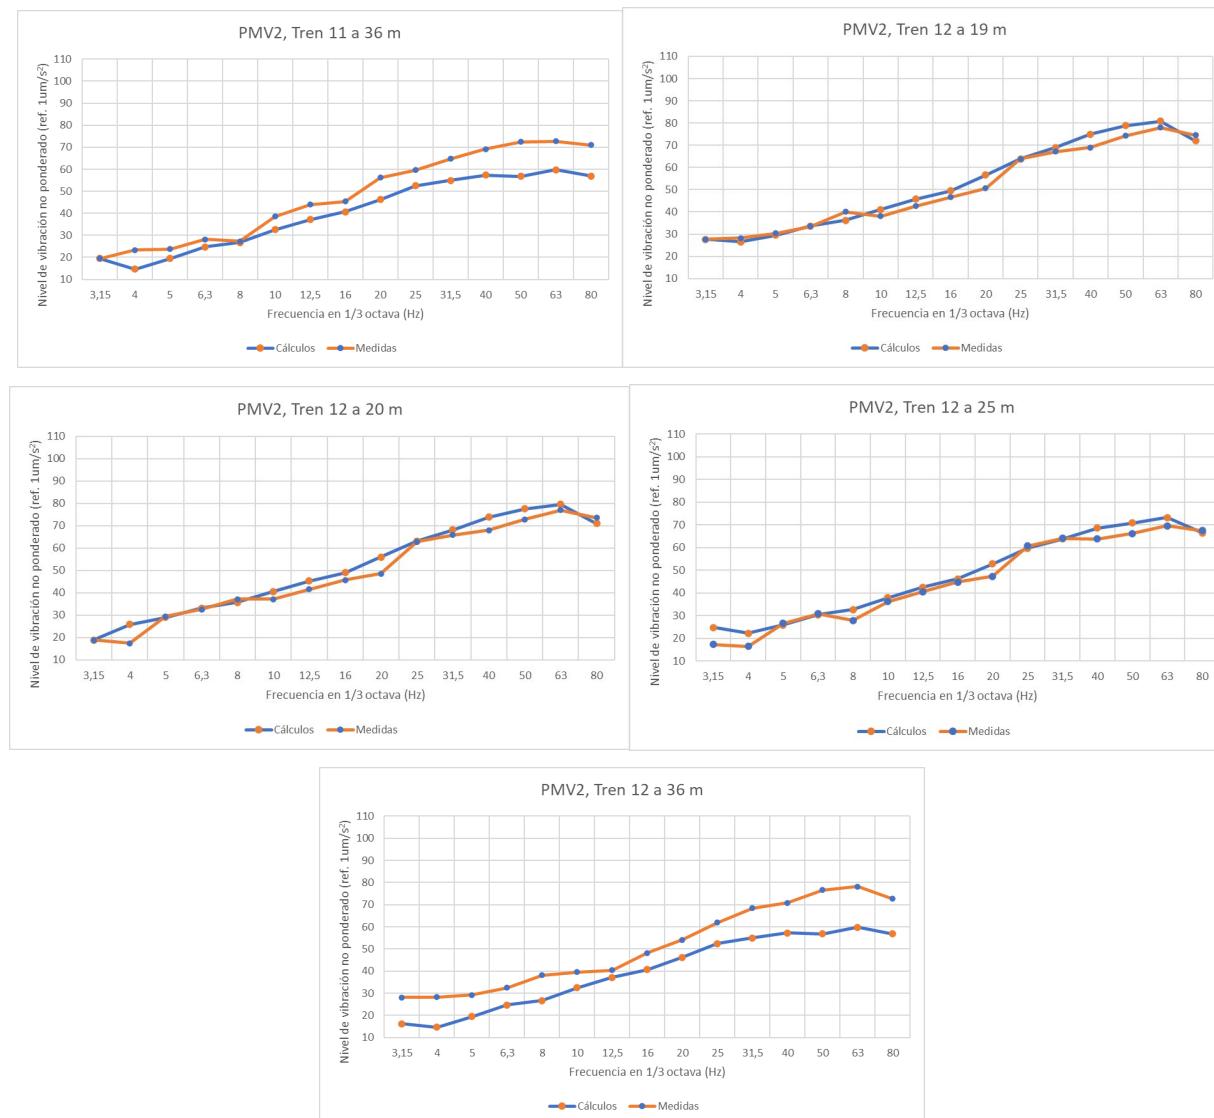 PMV2, Tren 11 a 36 m
Nivel de vibración no ponderado (ref. 1um/s²)
110
100
90
80
70
60
50
40
30
20
10
3,15 4 5 6,3 8 10 12,5 16 20 25 31,5 40 50 63 80
Frecuencia en 1/3 octava (Hz)
Cálculos Medidas
PMV2, Tren 12 a 19 m
Nivel de vibración no ponderado (ref. 1um/s²)
110
100
90
80
70
60
50
40
30
20
10
3,15 4 5 6,3 8 10 12,5 16 20 25 31,5 40 50 63 80
Frecuencia en 1/3 octava (Hz)
Cálculos Medidas
PMV2, Tren 12 a 20 m
Nivel de vibración no ponderado (ref. 1um/s²)
110
100
90
80
70
60
50
40
30
20
10
3,15 4 5 6,3 8 10 12,5 16 20 25 31,5 40 50 63 80
Frecuencia en 1/3 octava (Hz)
Cálculos Medidas
PMV2, Tren 12 a 25 m
Nivel de vibración no ponderado (ref. 1um/s²)
110
100
90
80
70
60
50
40
30
20
10
3,15 4 5 6,3 8 10 12,5 16 20 25 31,5 40 50 63 80
Frecuencia en 1/3 octava (Hz)
Cálculos Medidas
PMV2, Tren 12 a 36 m
Nivel de vibración no ponderado (ref. 1um/s²)
110
100
90
80
70
60
50
40
30
20
10
3,15 4 5 6,3 8 10 12,5 16 20 25 31,5 40 50 63 80
Frecuencia en 1/3 octava (Hz)
Cálculos Medidas